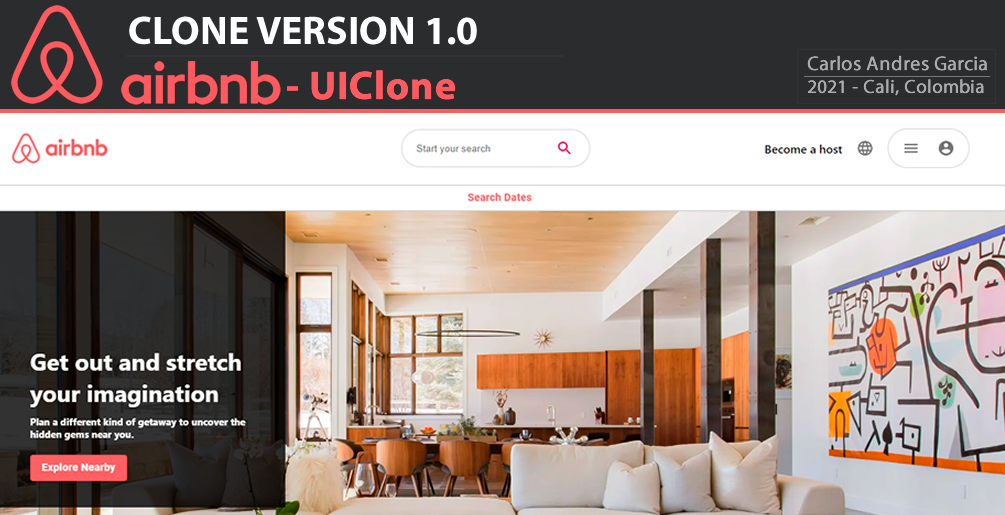 CLONE VERSION 1.0
airbnb - UIClone
Carlos Andres Garcia
2021 - Cali, Colombia
airbnb
Start your search
Become a host
Search Dates
Get out and stretch
your imagination
Plan a different kind of getaway to uncover the
hidden gems near you.
Explore Nearby